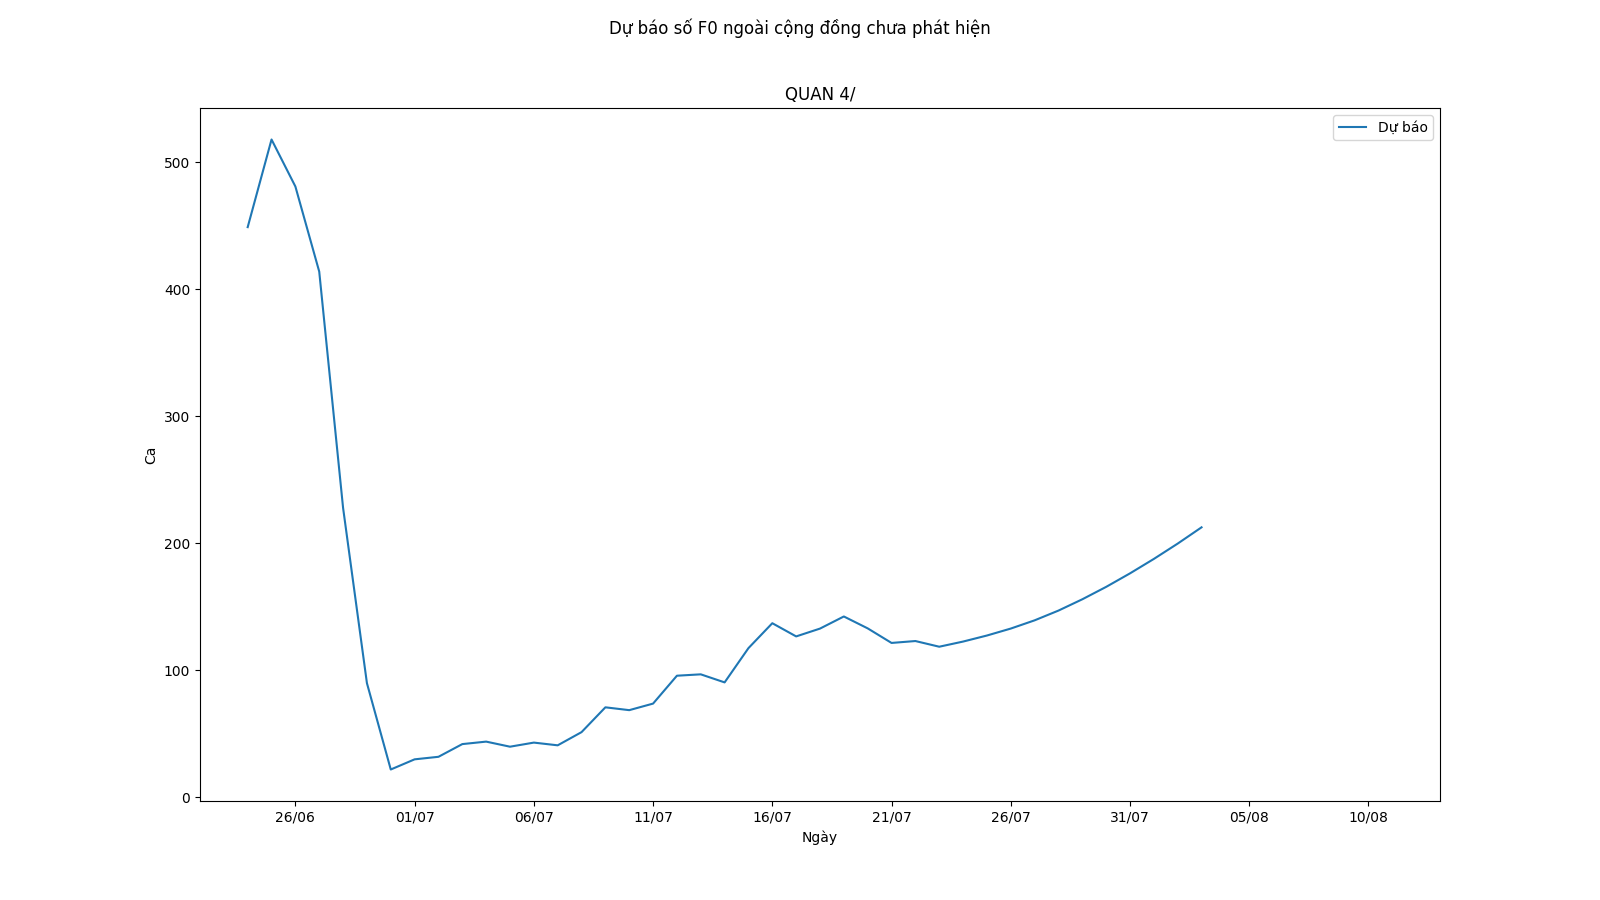 Dự báo số F0 ngoài cộng đồng chưa phát hiện
QUAN 4/
Dự báo
500
400
300
200
100
0
Ca
26/06 01/07 06/07 11/07 16/07 21/07 26/07 31/07 05/08 10/08
Ngày